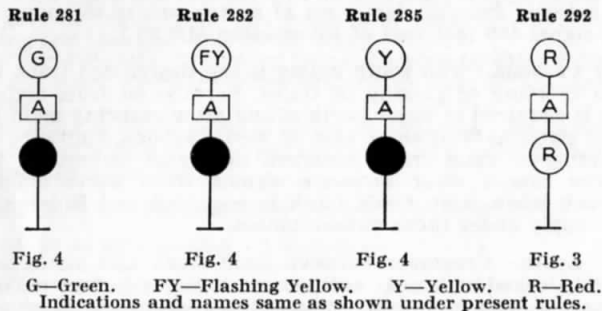 Rule 281 Rule 282 Rule 285 Rule 292
G FY Y R
A A A A
R
Fig. 4 Fig. 4 Fig. 4 Fig. 3
G—Green. FY—Flashing Yellow. Y—Yellow. R—Red.
Indications and names same as shown under present rules.